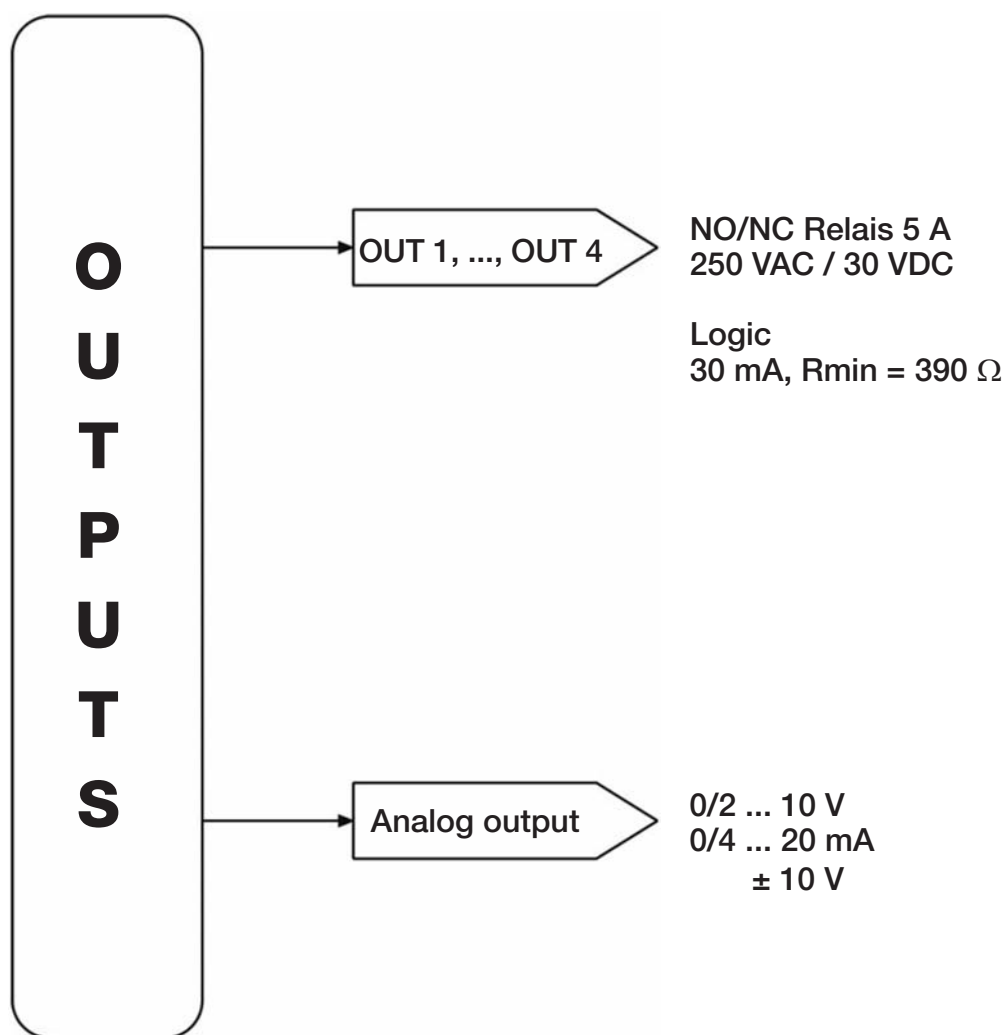 OUTPUTS
OUT 1, ..., OUT 4
NO/NC Relais 5 A
250 VAC / 30 VDC
Logic
30 mA, Rmin = 390 Ω
Analog output
0/2 ... 10 V
0/4 ... 20 mA
± 10 V